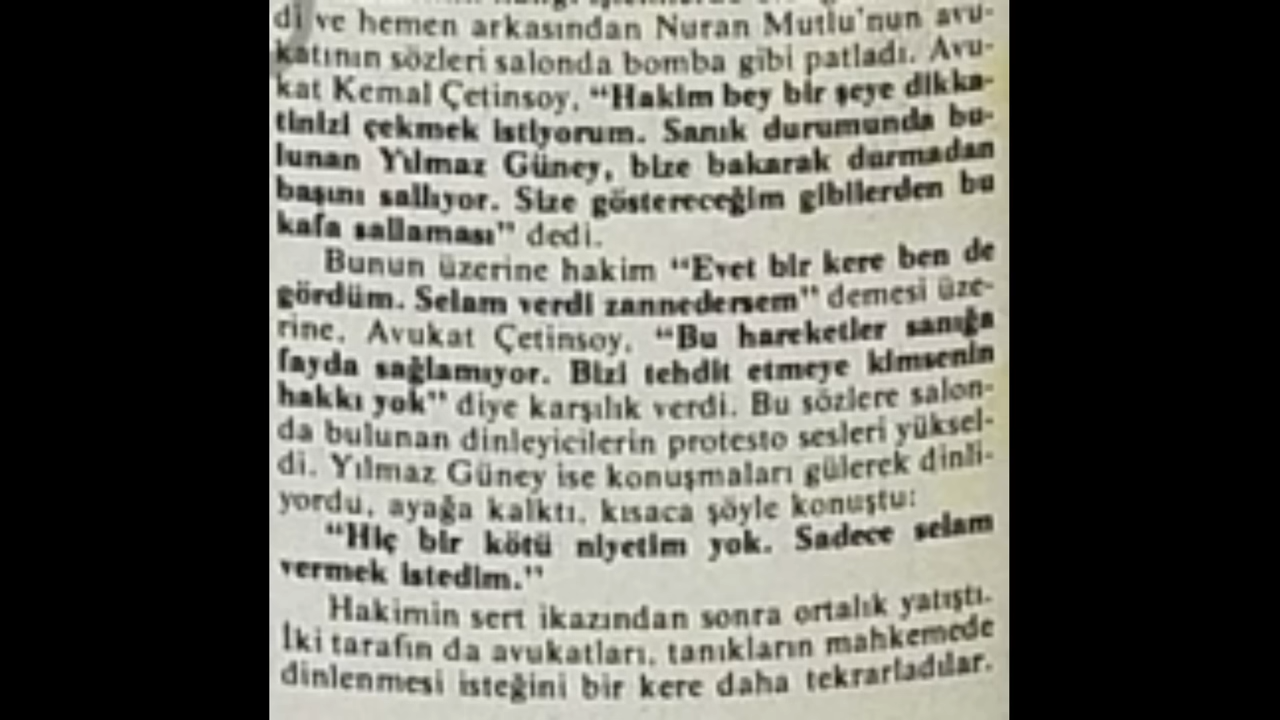 di ve hemen arkasından Nuran Mutlu'nun avu-
katının sözleri salonda bomba gibi patladı. Avu-
kat Kemal Çetinsoy, "Hakim bey bir şeye dikka-
tinizi çekmek istiyorum. Sanık durumunda bu-
lunan Yılmaz Güney, bize bakarak durmadan
başını sallıyor. Size göstereceğim gibilerden bu
kafa sallaması" dedi.
Bunun üzerine hakim "Evet bir kere ben de
gördüm. Selam verdi zannedersem" demesi üze-
rine, Avukat Çetinsoy, "Bu hareketler sanığa
fayda sağlamıyor. Bizi tehdit etmeye kimsenin
hakkı yok" diye karşılık verdi. Bu sözlere salon-
da bulunan dinleyicilerin protesto sesleri yüksel-
di. Yılmaz Güney ise konuşmaları gülerek dinli-
yordu, ayağa kalktı, kısaca şöyle konuştu:
"Hiç bir kötü niyetim yok. Sadece selam
vermek istedim."
Hakimin sert ikazından sonra ortalık yatıştı.
İki tarafın da avukatları, tanıkların mahkemede
dinlenmesi isteğini bir kere daha tekrarladılar.